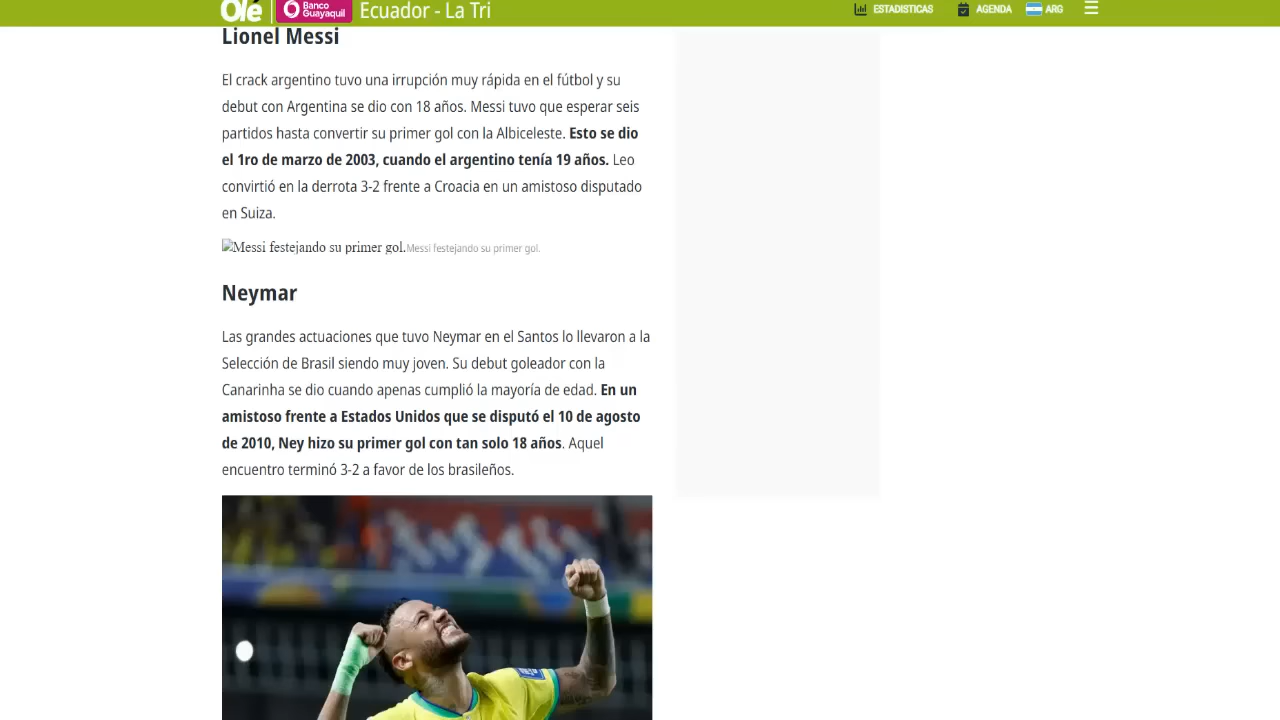 Olé
Banco Guayaquil
Ecuador - La Tri
ESTADISTICAS
AGENDA
ARG
Lionel Messi
El crack argentino tuvo una irrupción muy rápida en el fútbol y su
debut con Argentina se dio con 18 años. Messi tuvo que esperar seis
partidos hasta convertir su primer gol con la Albiceleste. Esto se dio
el 1ro de marzo de 2003, cuando el argentino tenía 19 años. Leo
convirtió en la derrota 3-2 frente a Croacia en un amistoso disputado
en Suiza.
Messi festejando su primer gol.Messi festejando su primer gol.
Neymar
Las grandes actuaciones que tuvo Neymar en el Santos lo llevaron a la
Selección de Brasil siendo muy joven. Su debut goleador con la
Canarinha se dio cuando apenas cumplió la mayoría de edad. En un
amistoso frente a Estados Unidos que se disputó el 10 de agosto
de 2010, Ney hizo su primer gol con tan solo 18 años. Aquel
encuentro terminó 3-2 a favor de los brasileños.